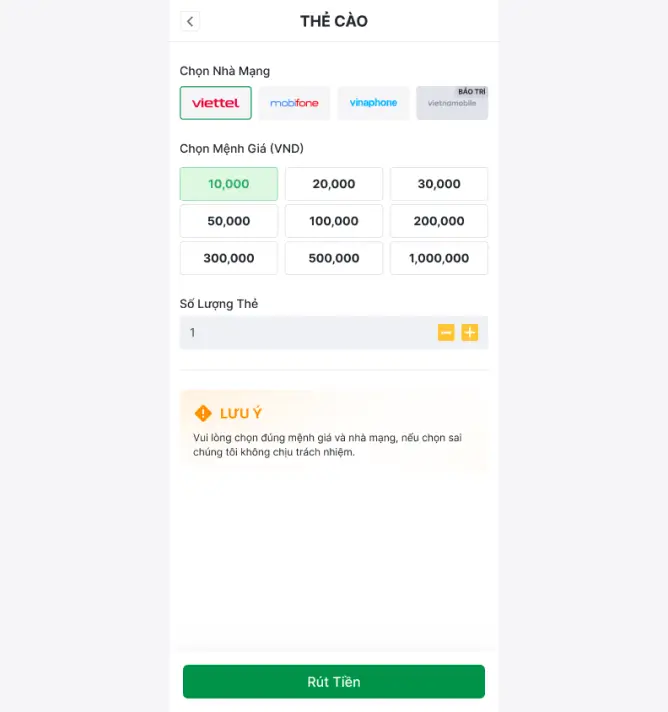 THẺ CÀO
Chọn Nhà Mạng
viettel mobifone vinaphone BẢO TRÌ vietnamobile
Chọn Mệnh Giá (VND)
10,000 20,000 30,000
50,000 100,000 200,000
300,000 500,000 1,000,000
Số Lượng Thẻ
1
LƯU Ý
Vui lòng chọn đúng mệnh giá và nhà mạng, nếu chọn sai
chúng tôi không chịu trách nhiệm.
Rút Tiền